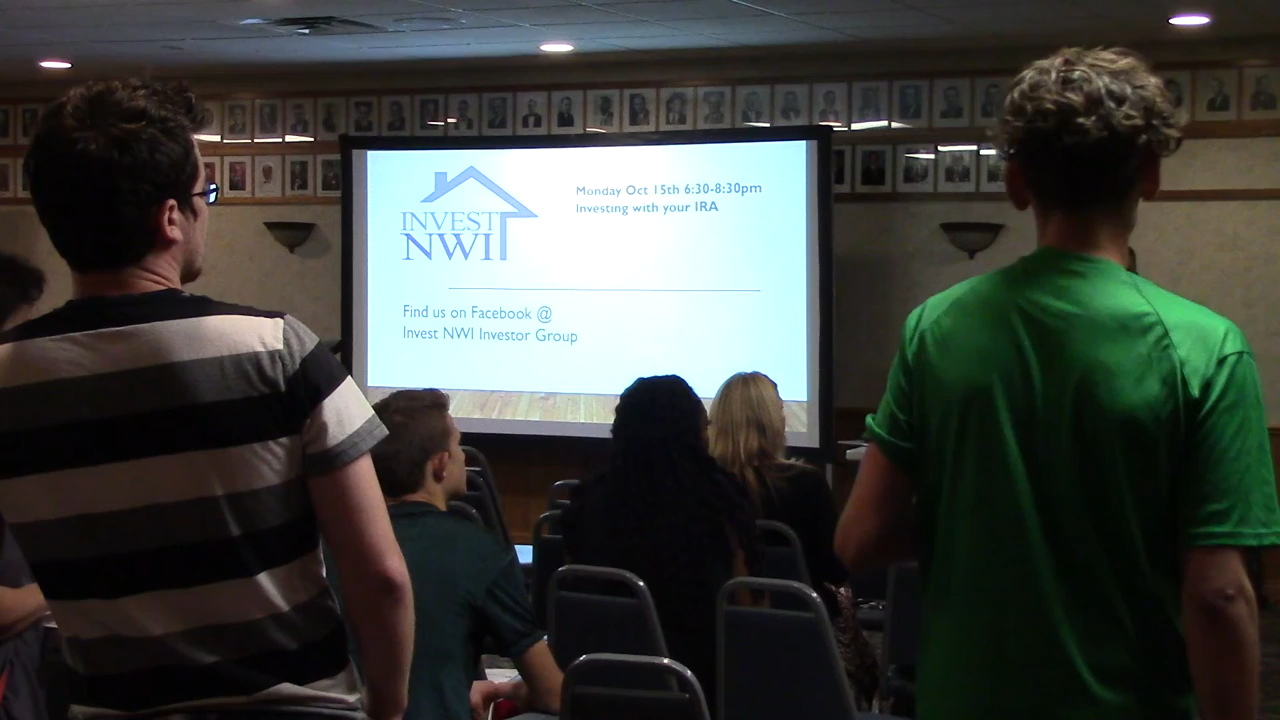 INVEST
NWI
Monday Oct 15th 6:30-8:30pm
Investing with your IRA
Find us on Facebook @
Invest NWI Investor Group